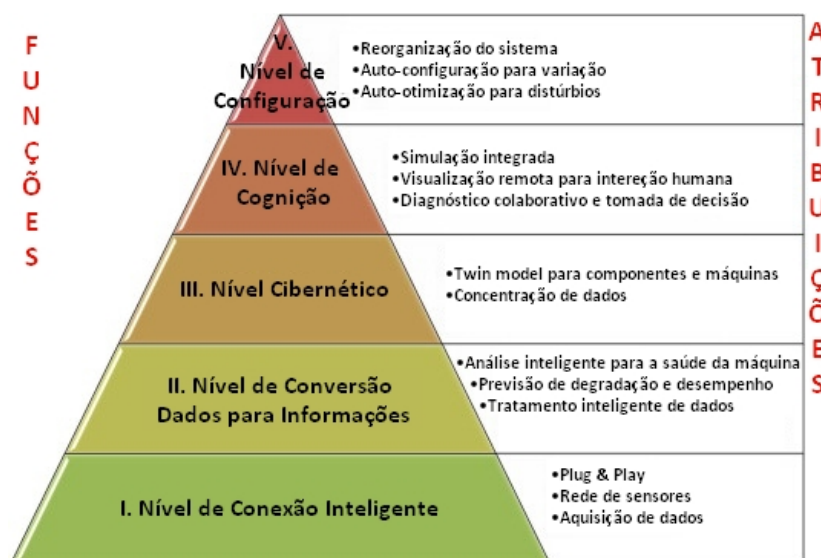 FUNÇÕES
ATRIBUIÇÕES
V.
Nível de
Configuração
•Reorganização do sistema
•Auto-configuração para variação
•Auto-otimização para distúrbios
IV. Nível de
Cognição
•Simulação integrada
•Visualização remota para intereção humana
•Diagnóstico colaborativo e tomada de decisão
III. Nível Cibernético
•Twin model para componentes e máquinas
•Concentração de dados
II. Nível de Conversão
Dados para Informações
•Análise inteligente para a saúde da máquina
•Previsão de degradação e desempenho
•Tratamento inteligente de dados
I. Nível de Conexão Inteligente
•Plug & Play
•Rede de sensores
•Aquisição de dados